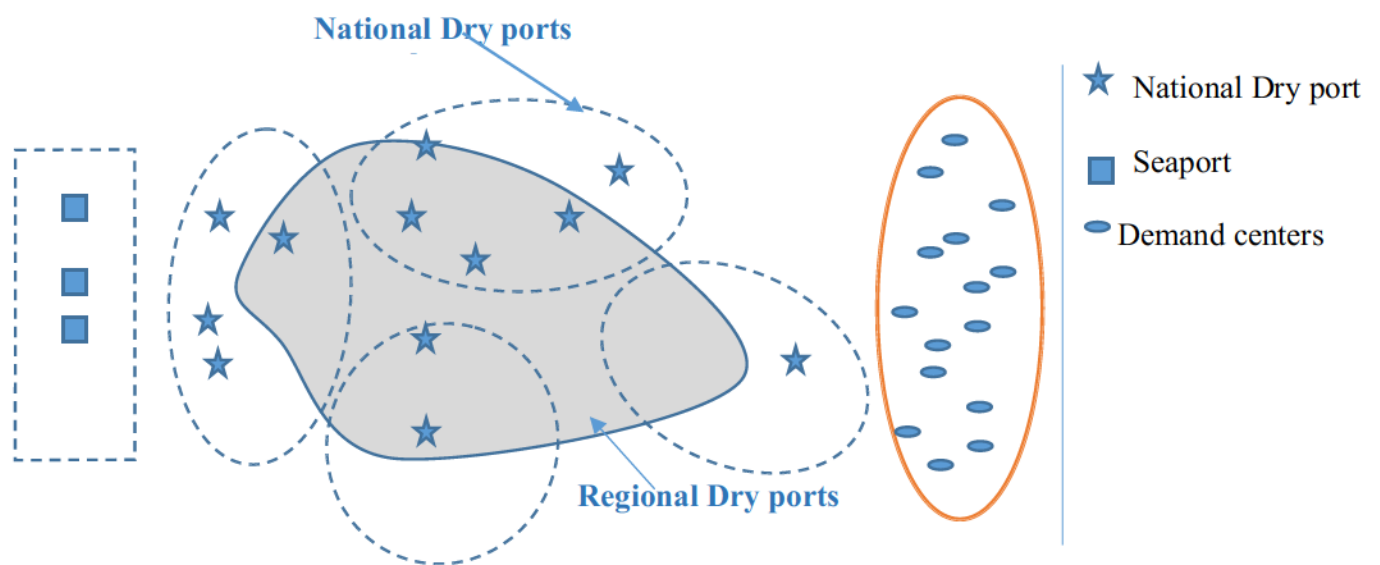 National Dry ports
National Dry port
Seaport
Demand centers
Regional Dry ports